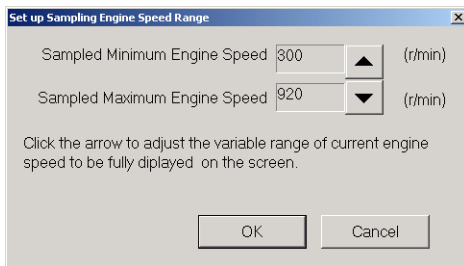 Set up Sampling Engine Speed Range
Sampled Minimum Engine Speed 300 (r/min)
Sampled Maximum Engine Speed 920 (r/min)
Click the arrow to adjust the variable range of current engine
speed to be fully diplayed on the screen.
OK Cancel